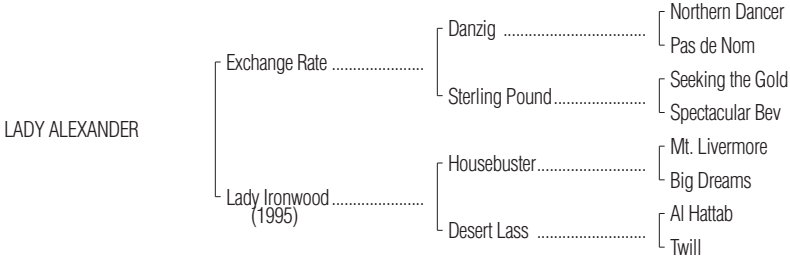 Northern Dancer
Danzig ................................
Pas de Nom
Exchange Rate .....................
Seeking the Gold
Sterling Pound.....................
Spectacular Bev
LADY ALEXANDER
Mt. Livermore
Housebuster.........................
Big Dreams
Lady Ironwood.....................
(1995)
Al Hattab
Desert Lass ........................
Twill